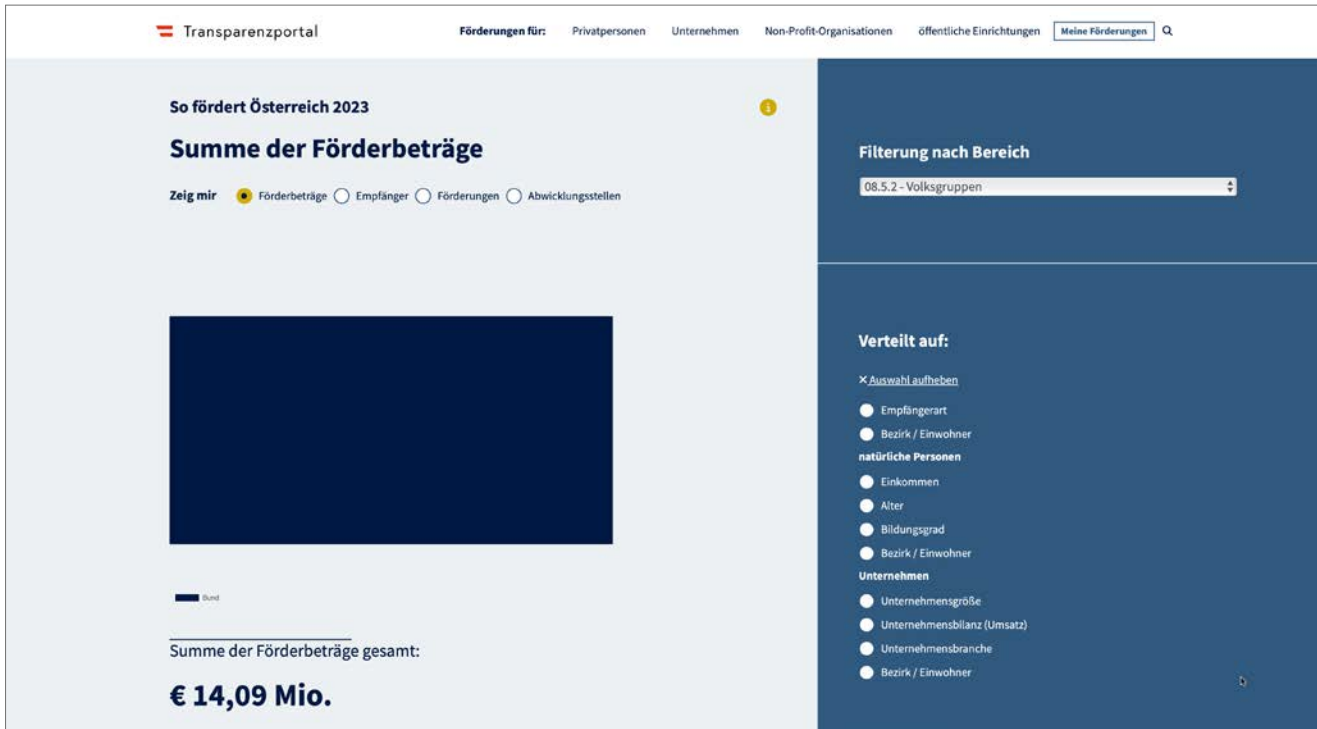 Transparenzportal
Förderungen für: Privatpersonen Unternehmen Non-Profit-Organisationen öffentliche Einrichtungen Meine Förderungen
So fördert Österreich 2023
i
Summe der Förderbeträge
Zeig mir Förderbeträge Empfänger Förderungen Abwicklungsstellen
Bund
Summe der Förderbeträge gesamt:
€ 14,09 Mio.
Filterung nach Bereich
08.5.2 - Volksgruppen
Verteilt auf:
× Auswahl aufheben
Empfängerart
Bezirk / Einwohner
natürliche Personen
Einkommen
Alter
Bildungsgrad
Bezirk / Einwohner
Unternehmen
Unternehmensgröße
Unternehmensbilanz (Umsatz)
Unternehmensbranche
Bezirk / Einwohner